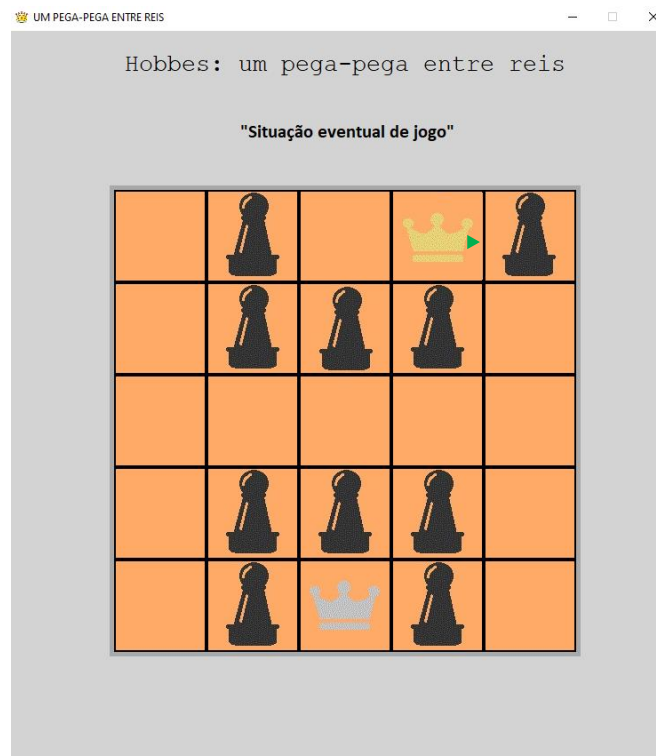 UM PEGA-PEGA ENTRE REIS
Hobbes: um pega-pega entre reis
"Situação eventual de jogo"